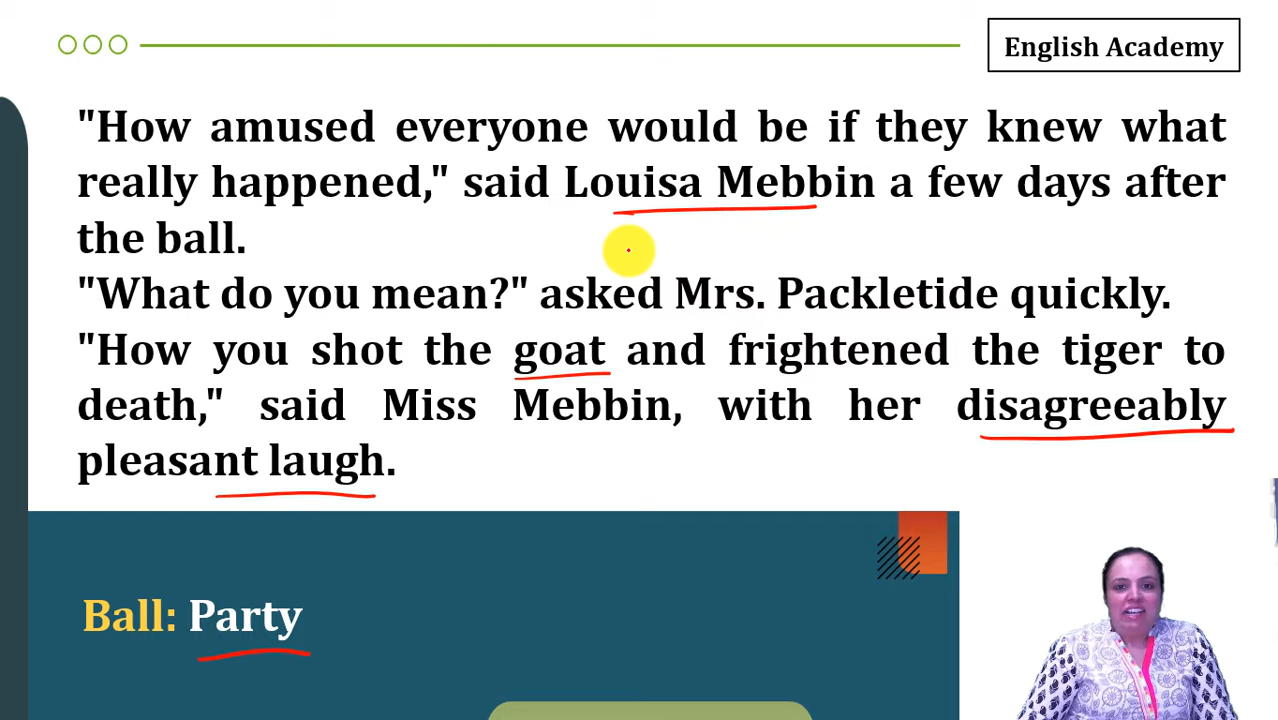 English Academy
"How amused everyone would be if they knew what
really happened," said Louisa Mebbin a few days after
the ball.
"What do you mean?" asked Mrs. Packletide quickly.
"How you shot the goat and frightened the tiger to
death," said Miss Mebbin, with her disagreeably
pleasant laugh.
Ball: Party